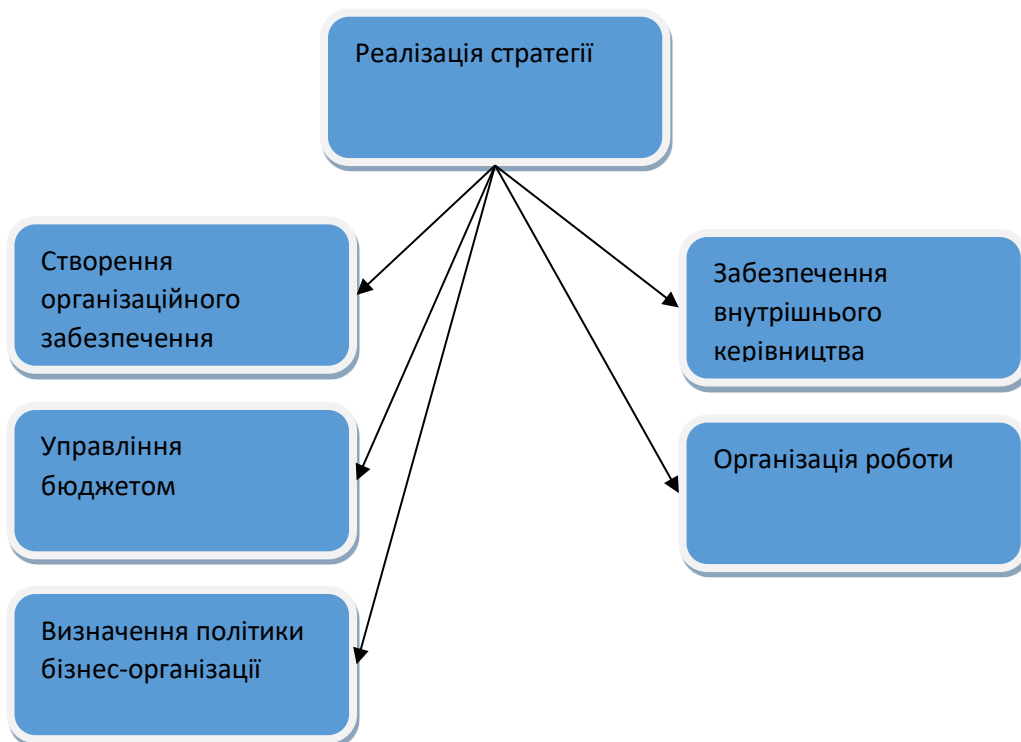 Реалізація стратегії
Створення
організаційного
забезпечення
Забезпечення
внутрішнього
керівництва
Управління
бюджетом
Організація роботи
Визначення політики
бізнес-організації